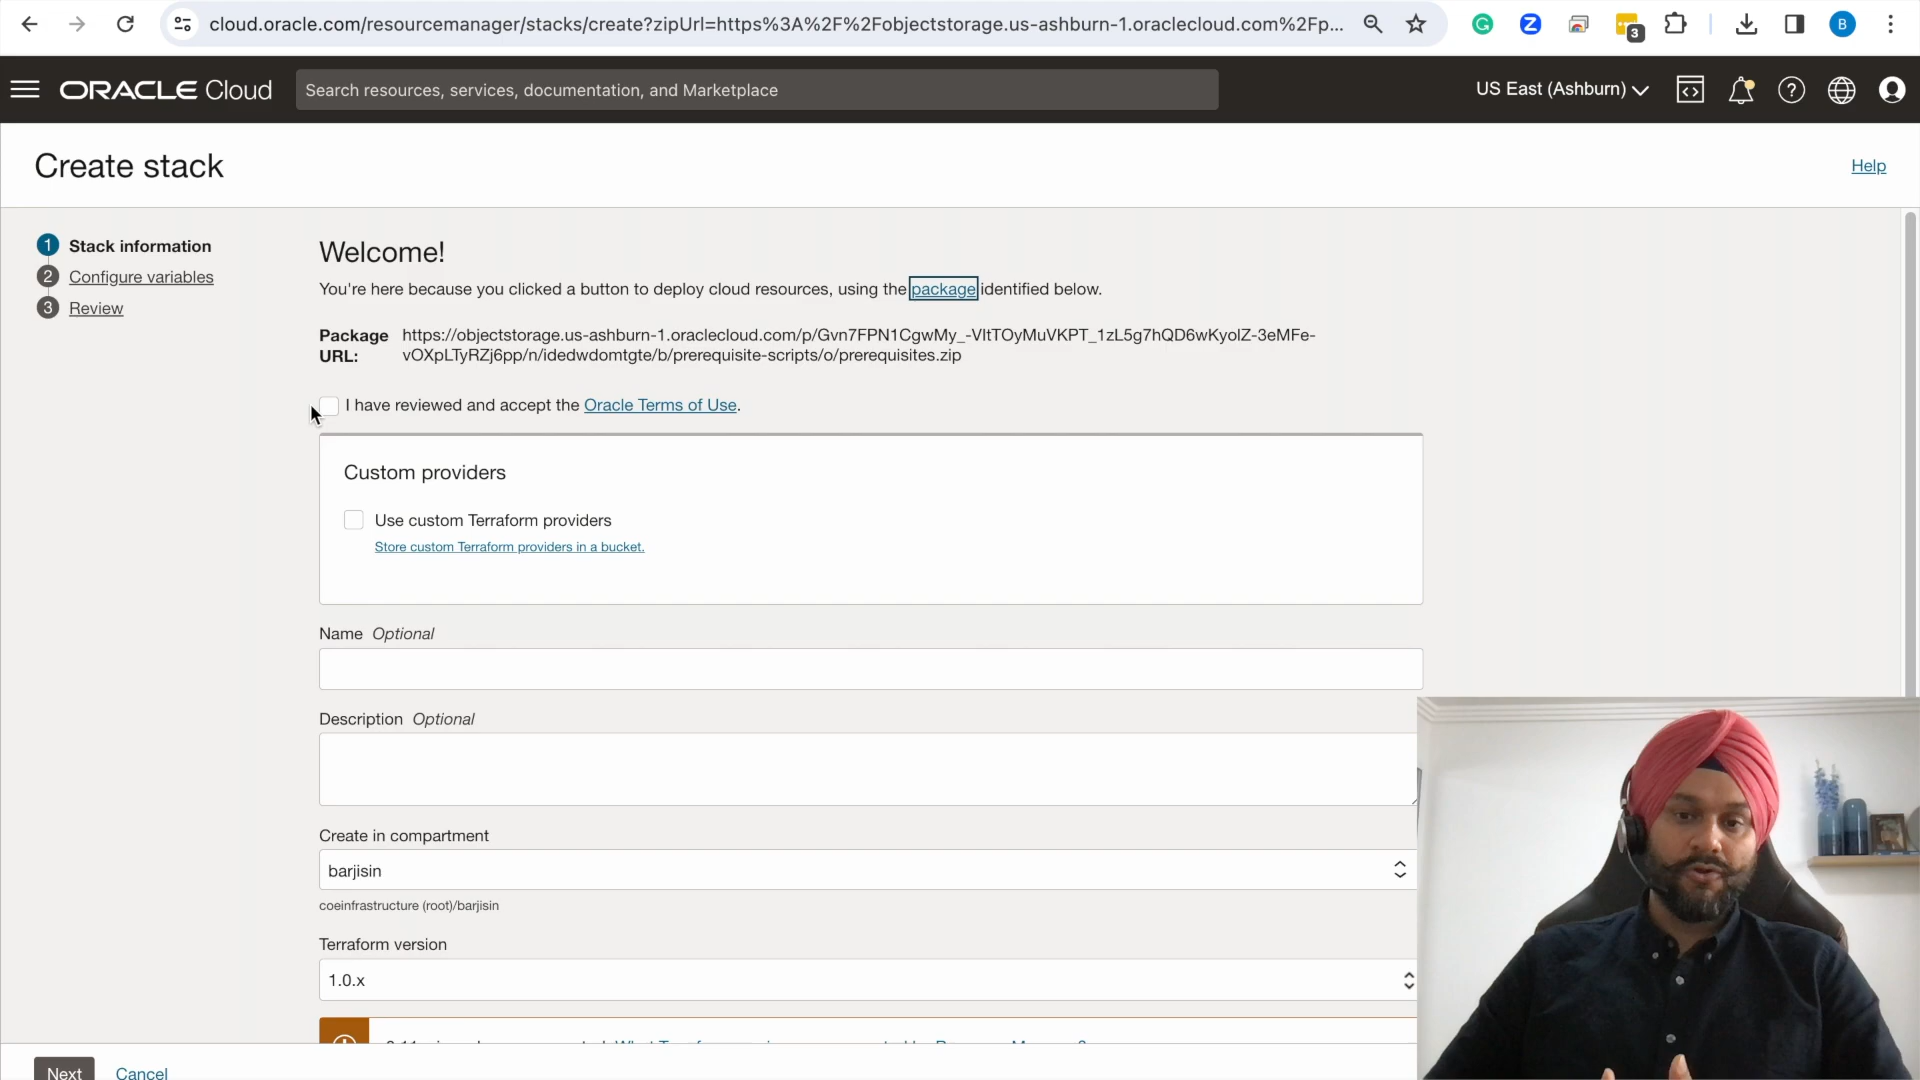 cloud.oracle.com/resourcemanager/stacks/create?zipUrl=https%3A%2F%2Fobjectstorage.us-ashburn-1.oraclecloud.com%2Fp...
3
B
ORACLE Cloud
Search resources, services, documentation, and Marketplace
US East (Ashburn)
Create stack
Help
1 Stack information
2 Configure variables
3 Review
Welcome!
You're here because you clicked a button to deploy cloud resources, using the package identified below.
Package URL: https://objectstorage.us-ashburn-1.oraclecloud.com/p/Gvn7FPN1CgwMy_-VltTOyMuVKPT_1zL5g7hQD6wKyolZ-3eMFe-
vOXpLTyRZj6pp/n/idedwdomtgte/b/prerequisite-scripts/o/prerequisites.zip
I have reviewed and accept the Oracle Terms of Use.
Custom providers
Use custom Terraform providers
Store custom Terraform providers in a bucket.
Name Optional
Description Optional
Create in compartment
barjisin
coeinfrastructure (root)/barjisin
Terraform version
1.0.x
Next Cancel